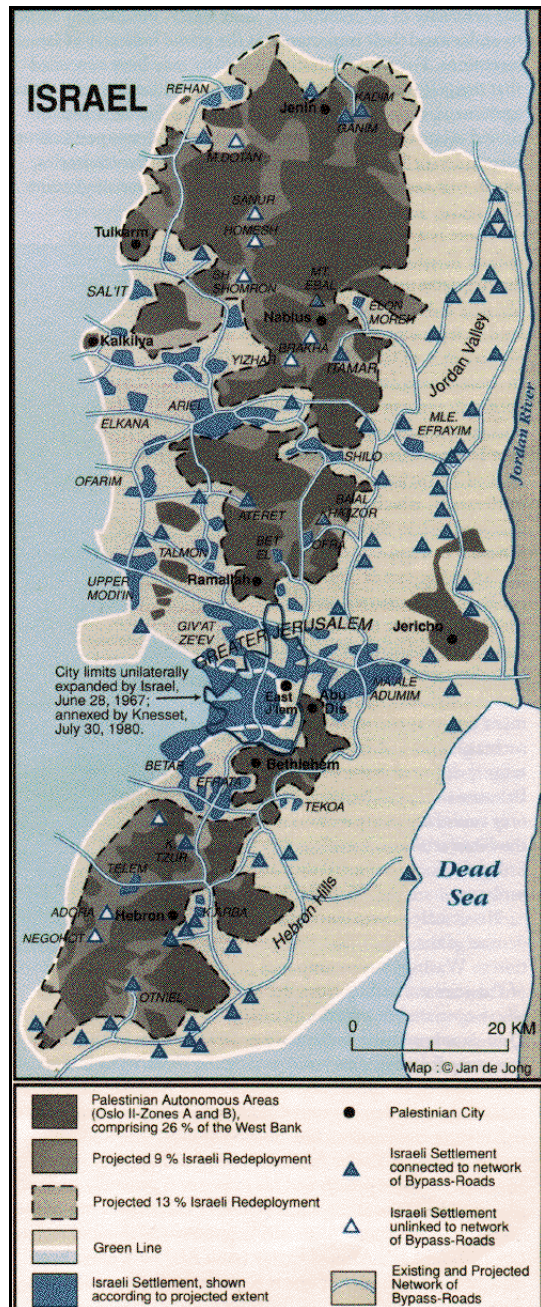 ISRAEL
REHAN
Jenin
KADIM
GANIM
M.DOTAN
SANUR
HOMESH
Tulkarm
SH
SHOMRON
MT.
EBAL
SAL'IT
ELON
MOREH
Nablus
Kalkilya
BRAKHA
YIZHAR
ITAMAR
Jordan Valley
ARIEL
ELKANA
MLE.
EFRAYIM
Jordan River
SHILO
OFARIM
BA'AL
KHATZOR
ATERET
BET
EL
OFRA
TALMON
Ramallah
UPPER
MODI'IN
GIV'AT
ZE'EV
GREATER JERUSALEM
Jericho
City limits unilaterally
expanded by Israel,
June 28, 1967;
annexed by Knesset,
July 30, 1980.
East
J'lem
Abu
Dis
MA'ALE
ADUMIM
BETAR
Bethlehem
EFRATA
TEKOA
K.
TZUR
TELEM
Dead
Sea
ADORA
Hebron
K.ARBA
Hebron Hills
NEGOHOT
OTNIEL
0 20 KM
Map : © Jan de Jong
Palestinian Autonomous Areas
(Oslo II-Zones A and B),
comprising 26 % of the West Bank
Projected 9 % Israeli Redeployment
Projected 13 % Israeli Redeployment
Green Line
Israeli Settlement, shown
according to projected extent
Palestinian City
Israeli Settlement
connected to network
of Bypass-Roads
Israeli Settlement
unlinked to network
of Bypass-Roads
Existing and Projected
Network of
Bypass-Roads